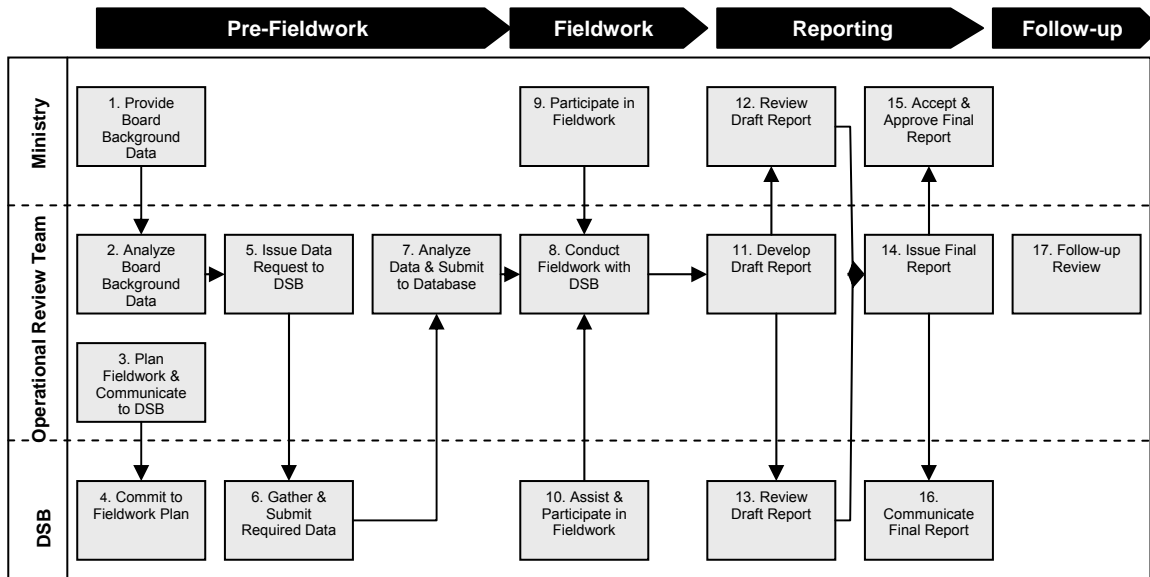 Pre-Fieldwork
Fieldwork
Reporting
Follow-up
Ministry
1. Provide
Board
Background
Data
9. Participate in
Fieldwork
12. Review
Draft Report
15. Accept &
Approve Final
Report
Operational Review Team
2. Analyze
Board
Background
Data
5. Issue Data
Request to
DSB
7. Analyze
Data & Submit
to Database
8. Conduct
Fieldwork with
DSB
11. Develop
Draft Report
14. Issue Final
Report
17. Follow-up
Review
3. Plan
Fieldwork &
Communicate
to DSB
DSB
4. Commit to
Fieldwork Plan
6. Gather &
Submit
Required Data
10. Assist &
Participate in
Fieldwork
13. Review
Draft Report
16.
Communicate
Final Report